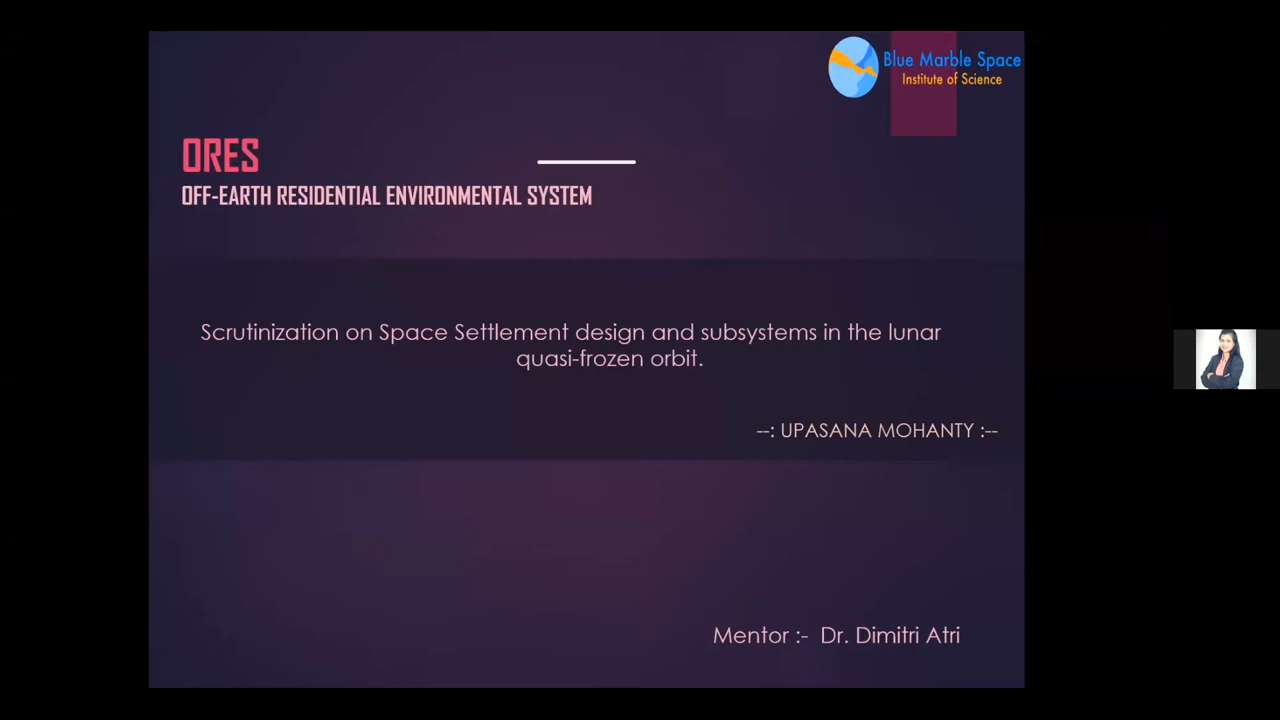 Blue Marble Space
Institute of Science
ORES
OFF-EARTH RESIDENTIAL ENVIRONMENTAL SYSTEM
Scrutinization on Space Settlement design and subsystems in the lunar
quasi-frozen orbit.
--: UPASANA MOHANTY :--
Mentor :- Dr. Dimitri Atri